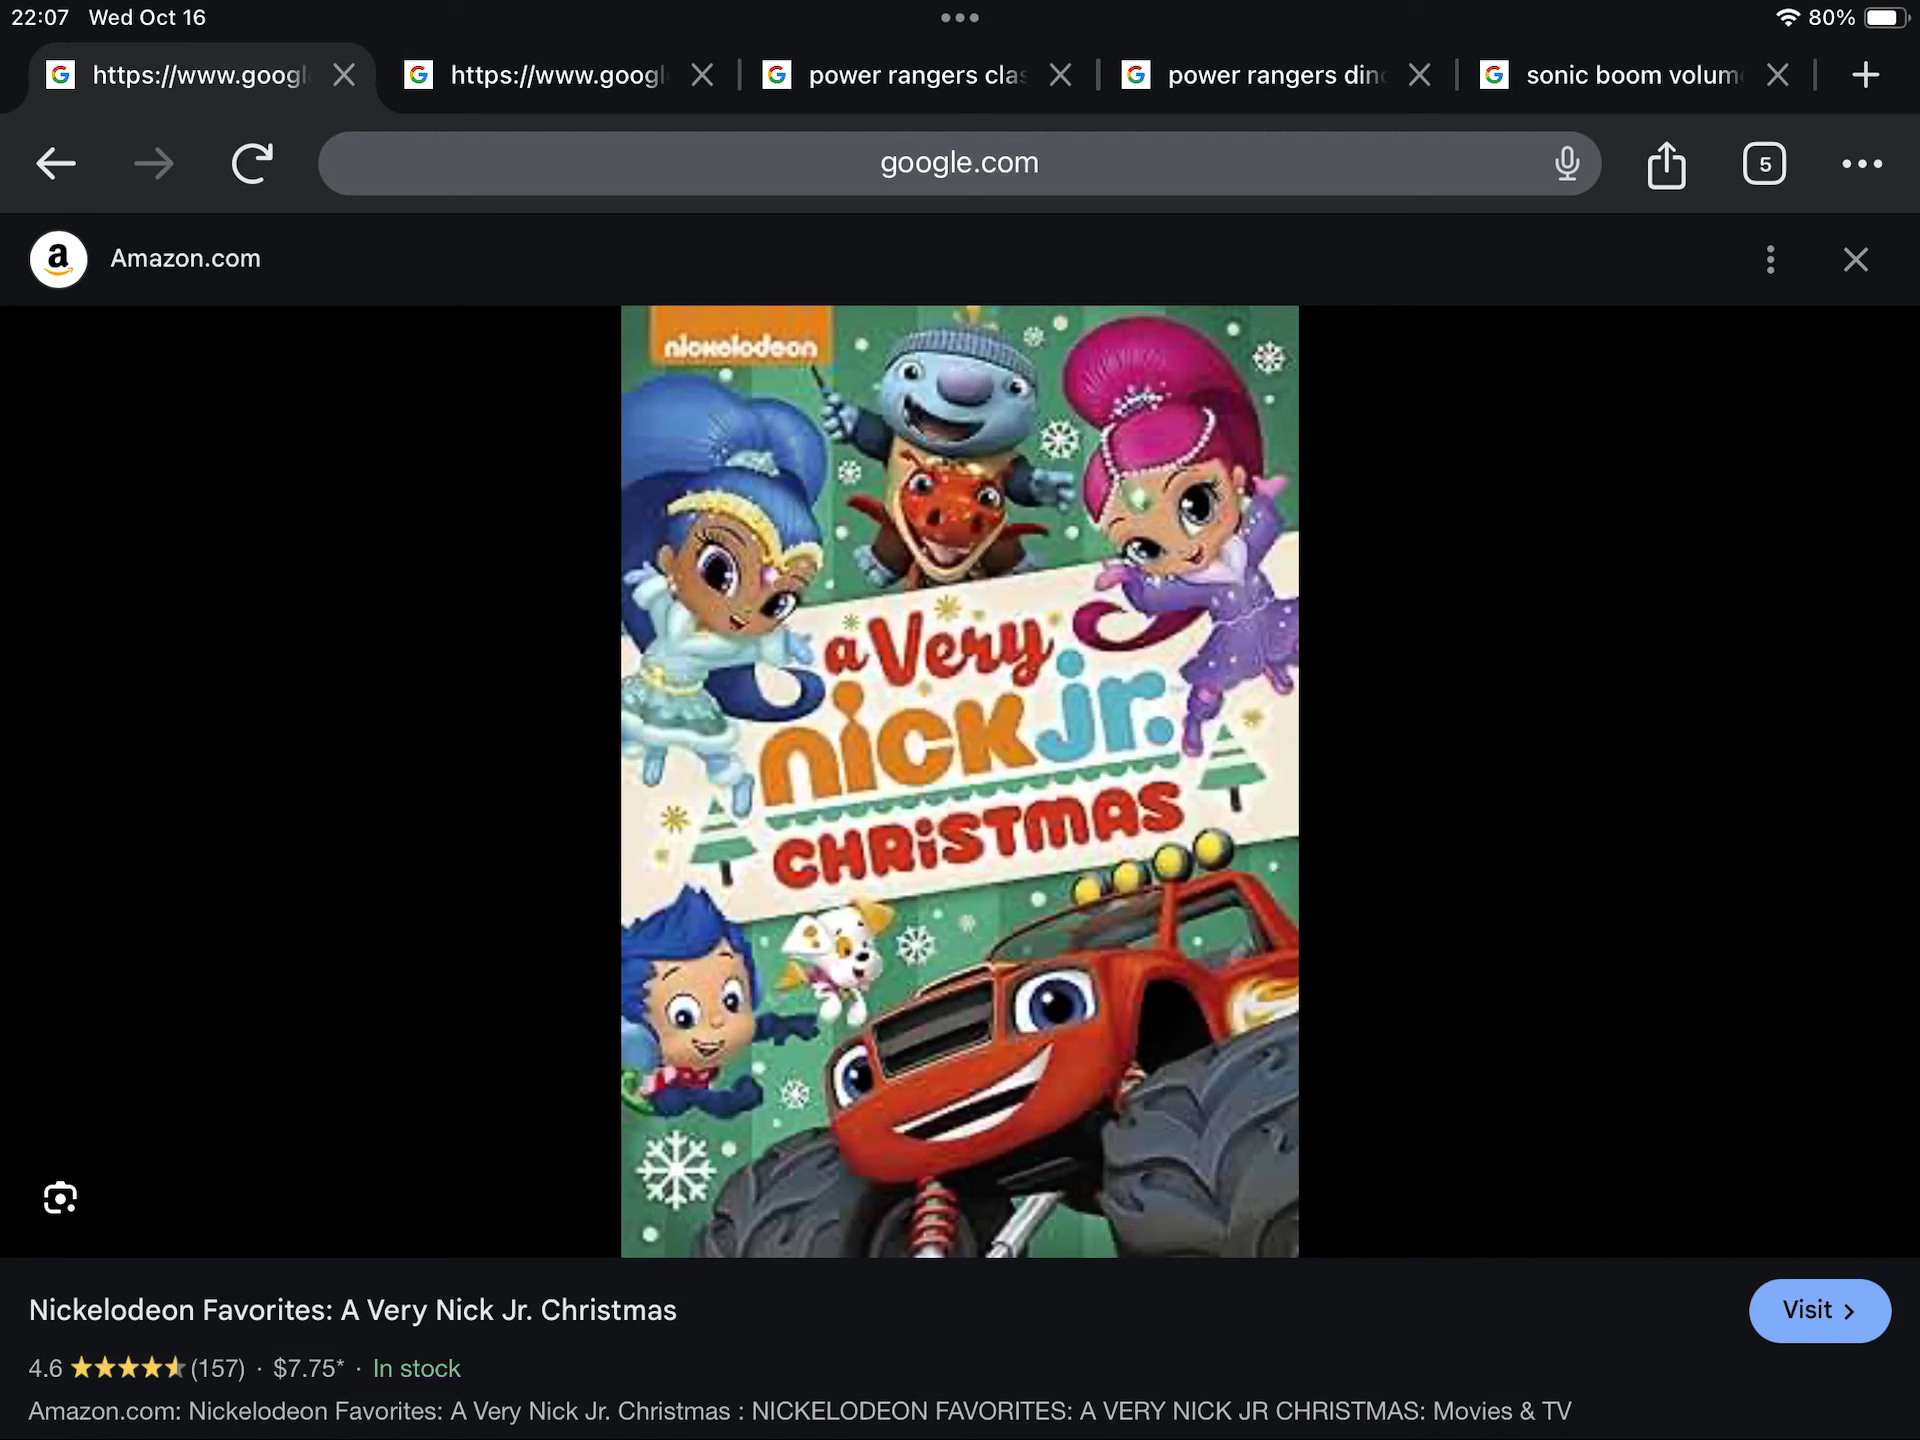 22:07 Wed Oct 16
80%
https://www.googl
https://www.googl
power rangers clas
power rangers din
sonic boom volum
google.com
5
a
Amazon.com
nickelodeon
a Very
nick jr.
CHRiSTMAS
Nickelodeon Favorites: A Very Nick Jr. Christmas
Visit
4.6 (157) · $7.75* · In stock
Amazon.com: Nickelodeon Favorites: A Very Nick Jr. Christmas : NICKELODEON FAVORITES: A VERY NICK JR CHRISTMAS: Movies & TV